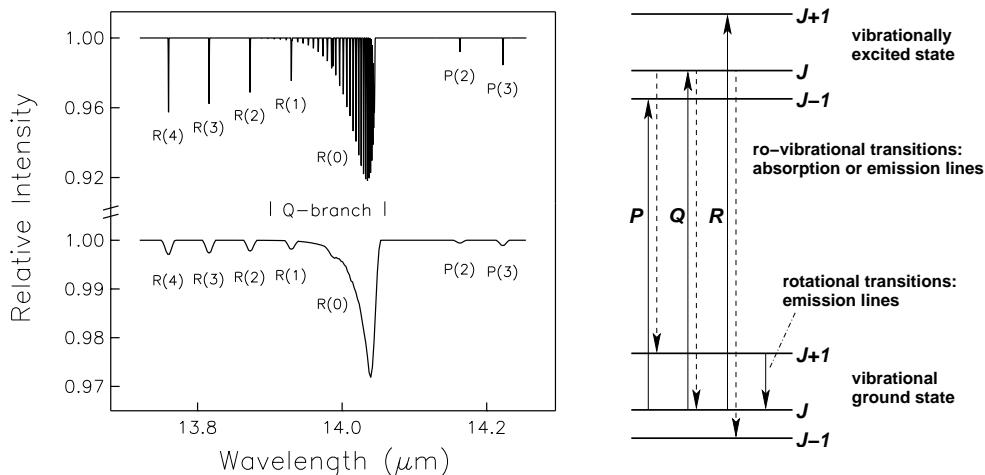 1.00
0.96
0.92
R(4)
R(3)
R(2)
R(1)
R(0)
P(2)
P(3)
| Q−branch |
1.00
0.99
0.98
0.97
R(4)
R(3)
R(2)
R(1)
R(0)
P(2)
P(3)
13.8
14.0
14.2
Wavelength (μm)
Relative Intensity
J+1
vibrationally
excited state
J
J−1
ro−vibrational transitions:
absorption or emission lines
P
Q
R
rotational transitions:
emission lines
J+1
vibrational
ground state
J
J−1